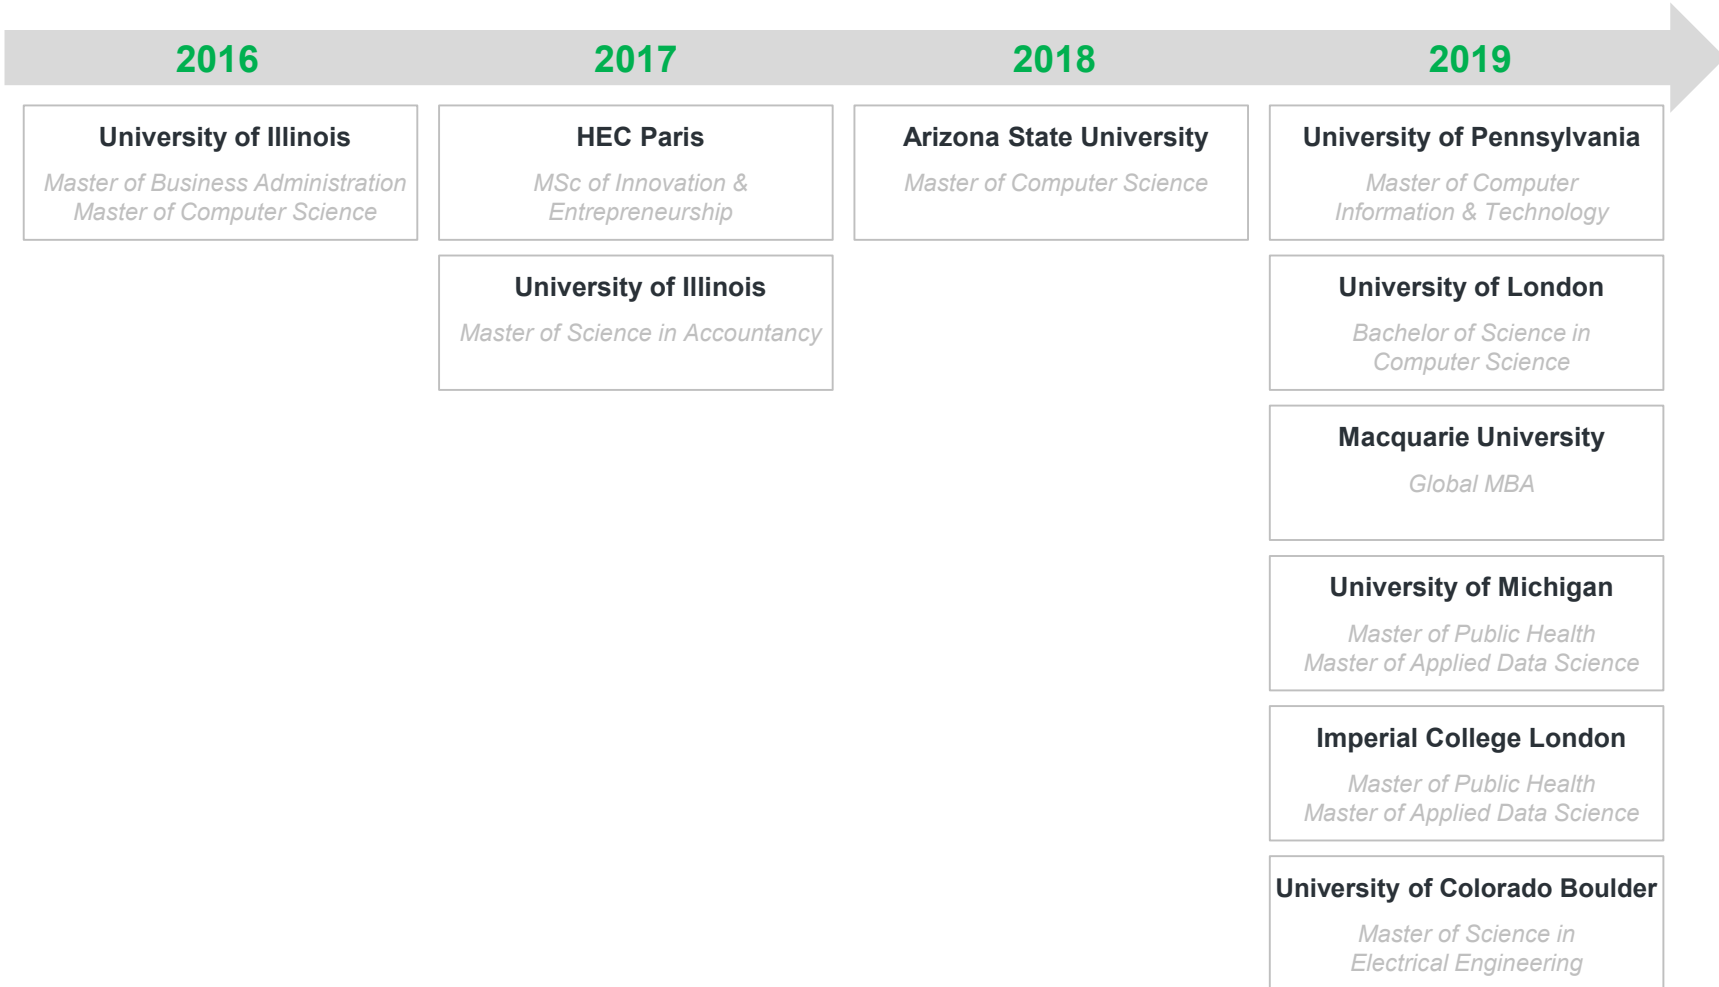 2016
2017
2018
2019
University of Illinois
Master of Business Administration
Master of Computer Science
HEC Paris
MSc of Innovation &
Entrepreneurship
Arizona State University
Master of Computer Science
University of Pennsylvania
Master of Computer
Information & Technology
University of Illinois
Master of Science in Accountancy
University of London
Bachelor of Science in
Computer Science
Macquarie University
Global MBA
University of Michigan
Master of Public Health
Master of Applied Data Science
Imperial College London
Master of Public Health
Master of Applied Data Science
University of Colorado Boulder
Master of Science in
Electrical Engineering